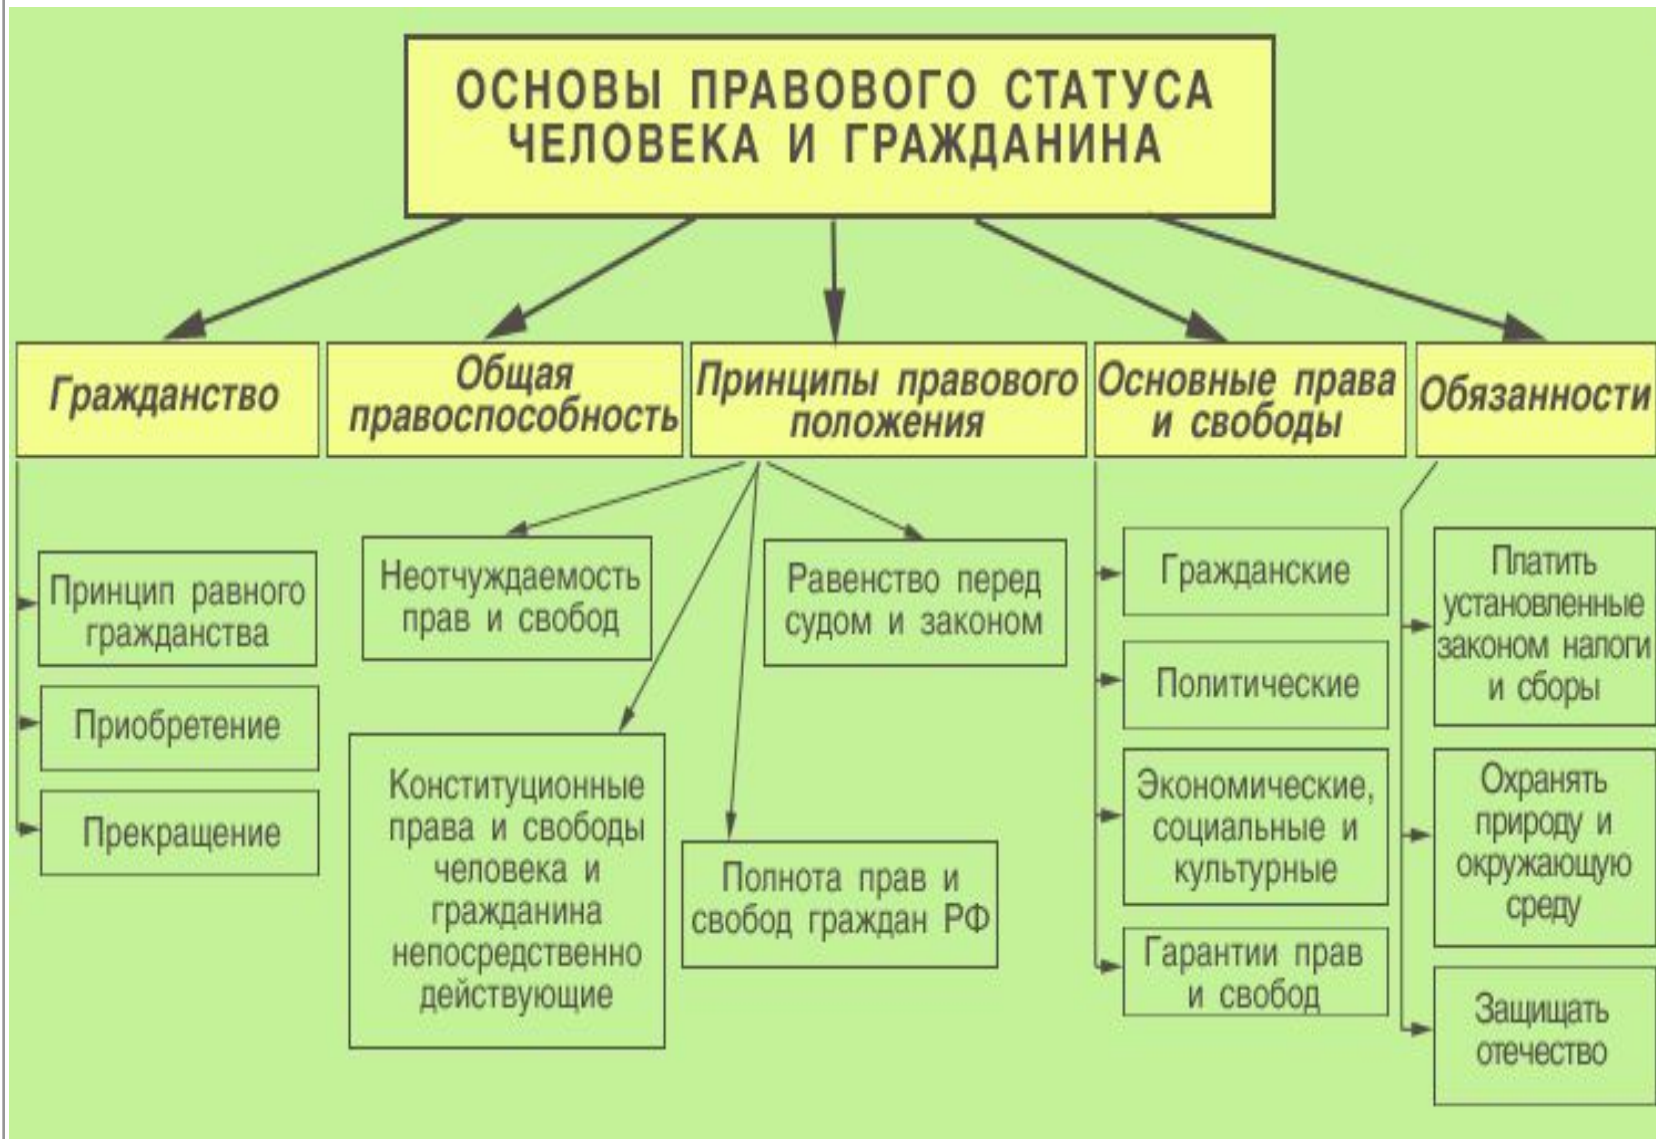 ОСНОВЫ ПРАВОВОГО СТАТУСА
ЧЕЛОВЕКА И ГРАЖДАНИНА
Гражданство
Общая
правоспособность
Принципы правового
положения
Основные права
и свободы
Обязанности
Принцип равного
гражданства
Приобретение
Прекращение
Неотчуждаемость
прав и свобод
Равенство перед
судом и законом
Конституционные
права и свободы
человека и
гражданина
непосредственно
действующие
Полнота прав и
свобод граждан РФ
Гражданские
Политические
Экономические,
социальные и
культурные
Гарантии прав
и свобод
Платить
установленные
законом налоги
и сборы
Охранять
природу и
окружающую
среду
Защищать
отечество